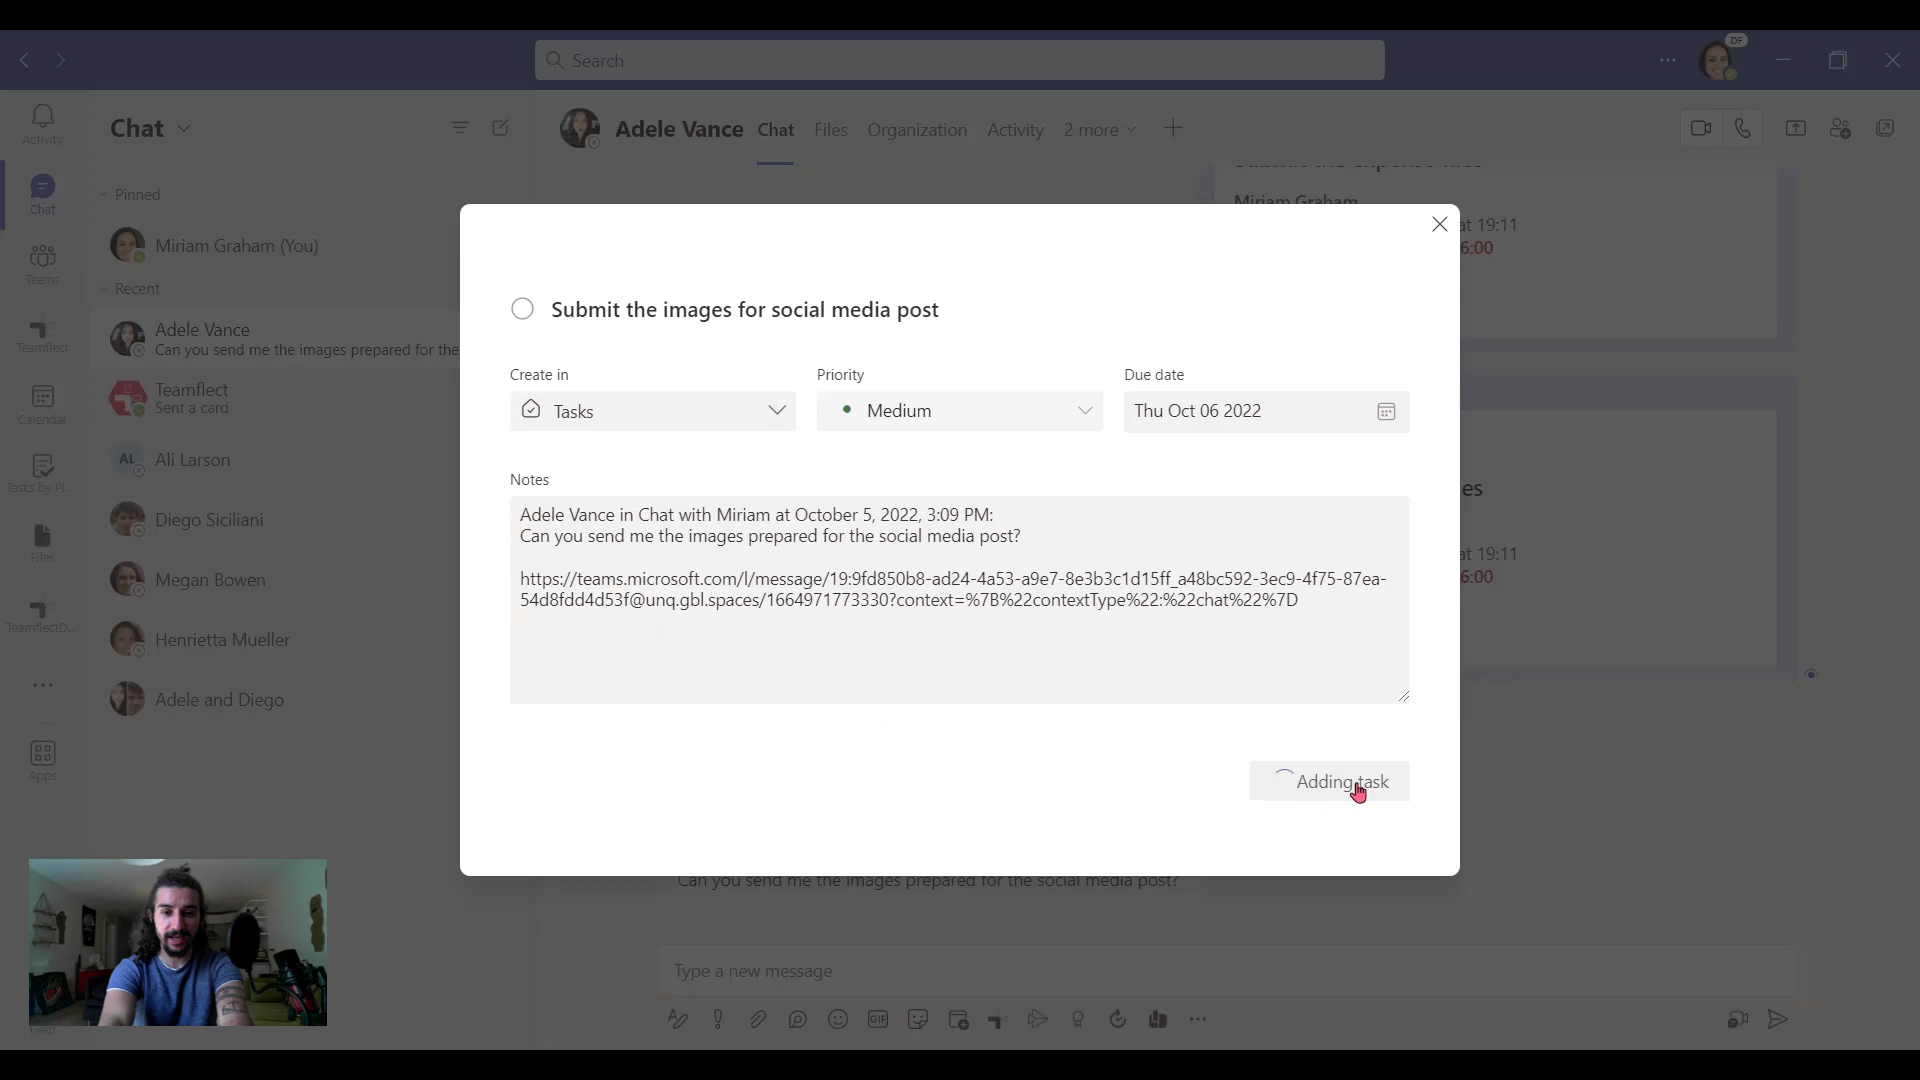 Search
DF
Activity
Chat
Teams
Teamflect
Calendar
Tasks by Pl...
Files
TeamflectD...
Apps
Help
Chat
Pinned
Miriam Graham (You)
Recent
Adele Vance
Can you send me the images prepared for the
Teamflect
Sent a card
AL
Ali Larson
Diego Siciliani
Megan Bowen
Henrietta Mueller
Adele and Diego
Adele Vance Chat Files Organization Activity 2 more
Miriam Graham
at 19:11
6:00
es
at 19:11
6:00
Submit the images for social media post
Create in
Tasks
Priority
Medium
Due date
Thu Oct 06 2022
Notes
Adele Vance in Chat with Miriam at October 5, 2022, 3:09 PM:
Can you send me the images prepared for the social media post?
https://teams.microsoft.com/l/message/19:9fd850b8-ad24-4a53-a9e7-8e3b3c1d15ff_a48bc592-3ec9-4f75-87ea-
54d8fdd4d53f@unq.gbl.spaces/1664971773330?context=%7B%22contextType%22:%22chat%22%7D
Adding task
Can you send me the images prepared for the social media post?
Type a new message
GIF